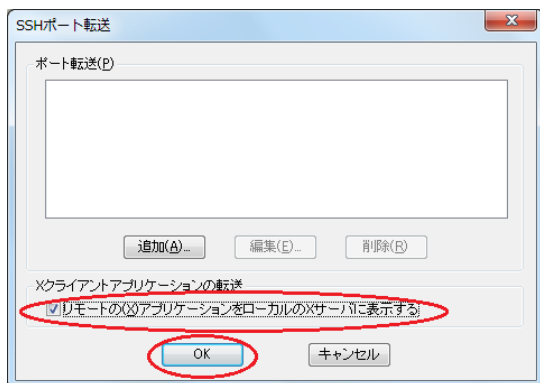 SSHポート転送
ポート転送(P)
追加(A)...
編集(E)...
削除(R)
Xクライアントアプリケーションの転送
リモートの(X)アプリケーションをローカルのXサーバに表示する
OK
キャンセル